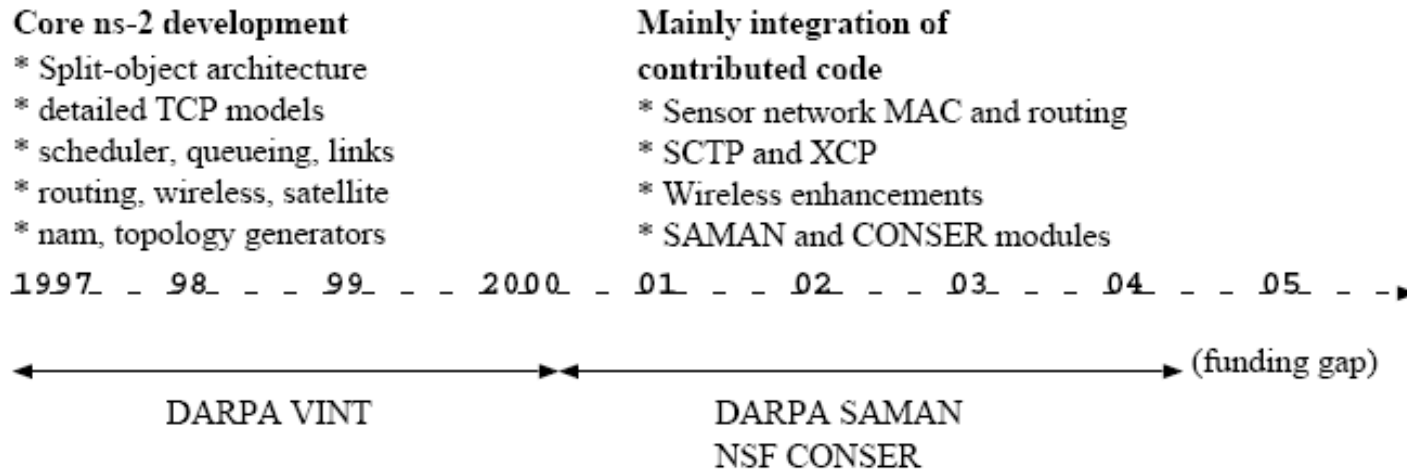 Core ns-2 development
* Split-object architecture
* detailed TCP models
* scheduler, queueing, links
* routing, wireless, satellite
* nam, topology generators
Mainly integration of
contributed code
* Sensor network MAC and routing
* SCTP and XCP
* Wireless enhancements
* SAMAN and CONSER modules
1997 98 99 2000 01 02 03 04 05
(funding gap)
DARPA VINT
DARPA SAMAN
NSF CONSER